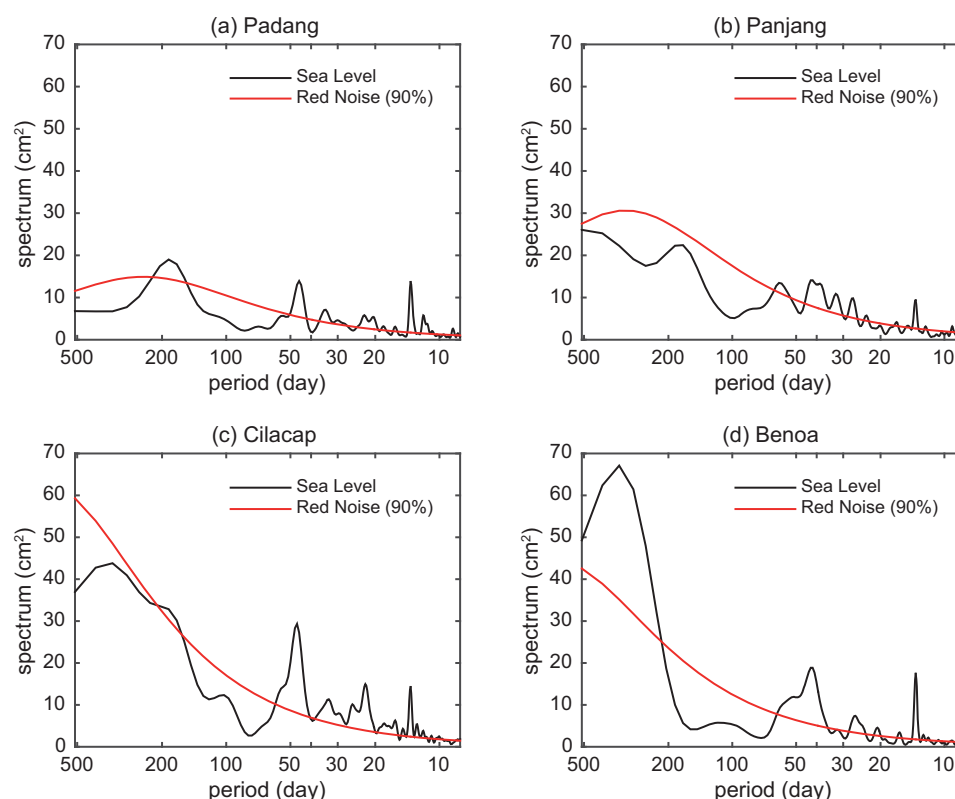 (a) Padang
70
60
50
40
30
20
10
0
spectrum (cm²)
Sea Level
Red Noise (90%)
500 200 100 50 30 20 10
period (day)
(b) Panjang
70
60
50
40
30
20
10
0
spectrum (cm²)
Sea Level
Red Noise (90%)
500 200 100 50 30 20 10
period (day)
(c) Cilacap
70
60
50
40
30
20
10
0
spectrum (cm²)
Sea Level
Red Noise (90%)
500 200 100 50 30 20 10
period (day)
(d) Benoa
70
60
50
40
30
20
10
0
spectrum (cm²)
Sea Level
Red Noise (90%)
500 200 100 50 30 20 10
period (day)